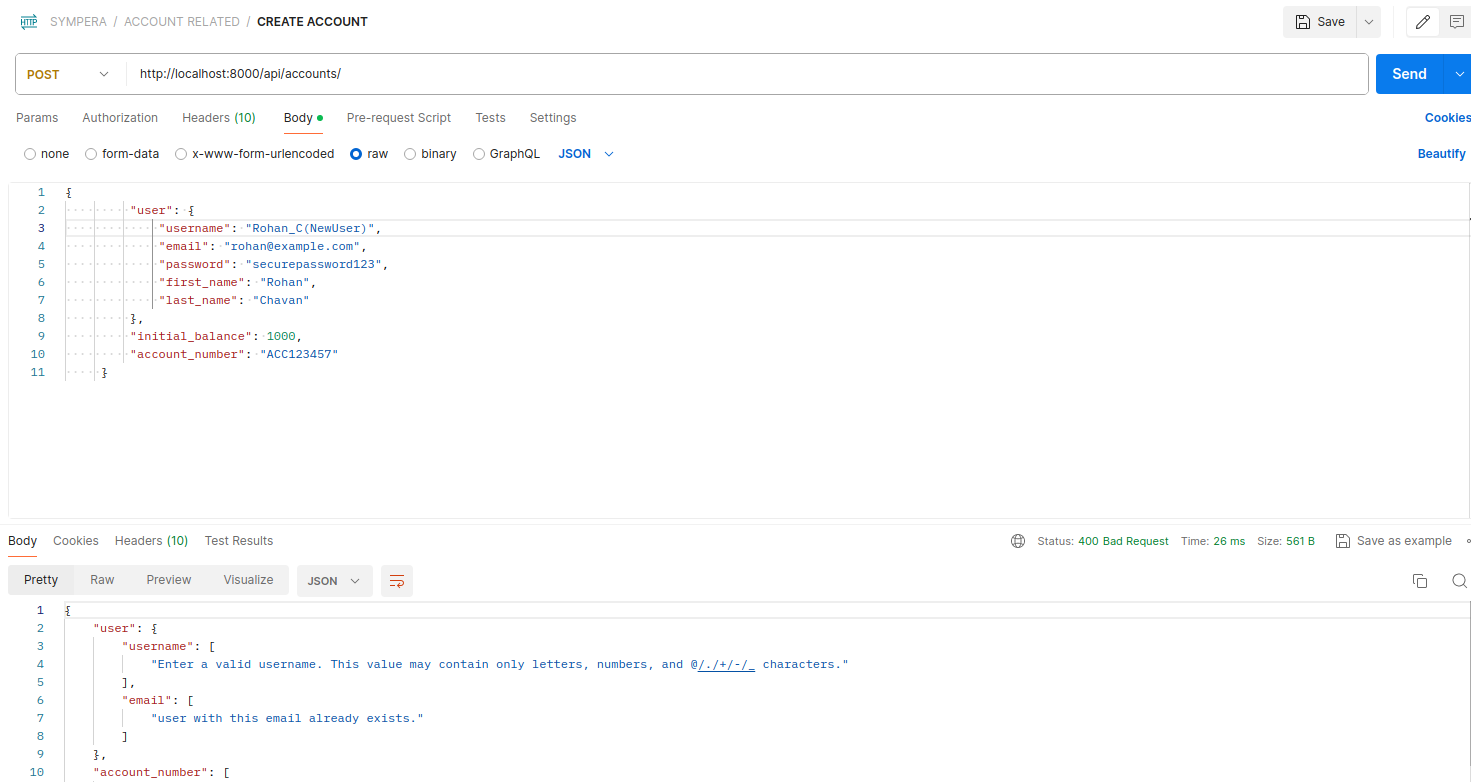 HTTP SYMPERA / ACCOUNT RELATED / CREATE ACCOUNT Save
POST http://localhost:8000/api/accounts/ Send
Params Authorization Headers (10) Body Pre-request Script Tests Settings Cookies
none form-data x-www-form-urlencoded raw binary GraphQL JSON Beautify
1 {
2 "user": {
3 "username": "Rohan_C(NewUser)",
4 "email": "rohan@example.com",
5 "password": "securepassword123",
6 "first_name": "Rohan",
7 "last_name": "Chavan"
8 },
9 "initial_balance": 1000,
10 "account_number": "ACC123457"
11 }
Body Cookies Headers (10) Test Results Status: 400 Bad Request Time: 26 ms Size: 561 B Save as example
Pretty Raw Preview Visualize JSON
1 {
2 "user": {
3 "username": [
4 "Enter a valid username. This value may contain only letters, numbers, and @/./+/-/_ characters."
5 ],
6 "email": [
7 "user with this email already exists."
8 ]
9 },
10 "account_number": [